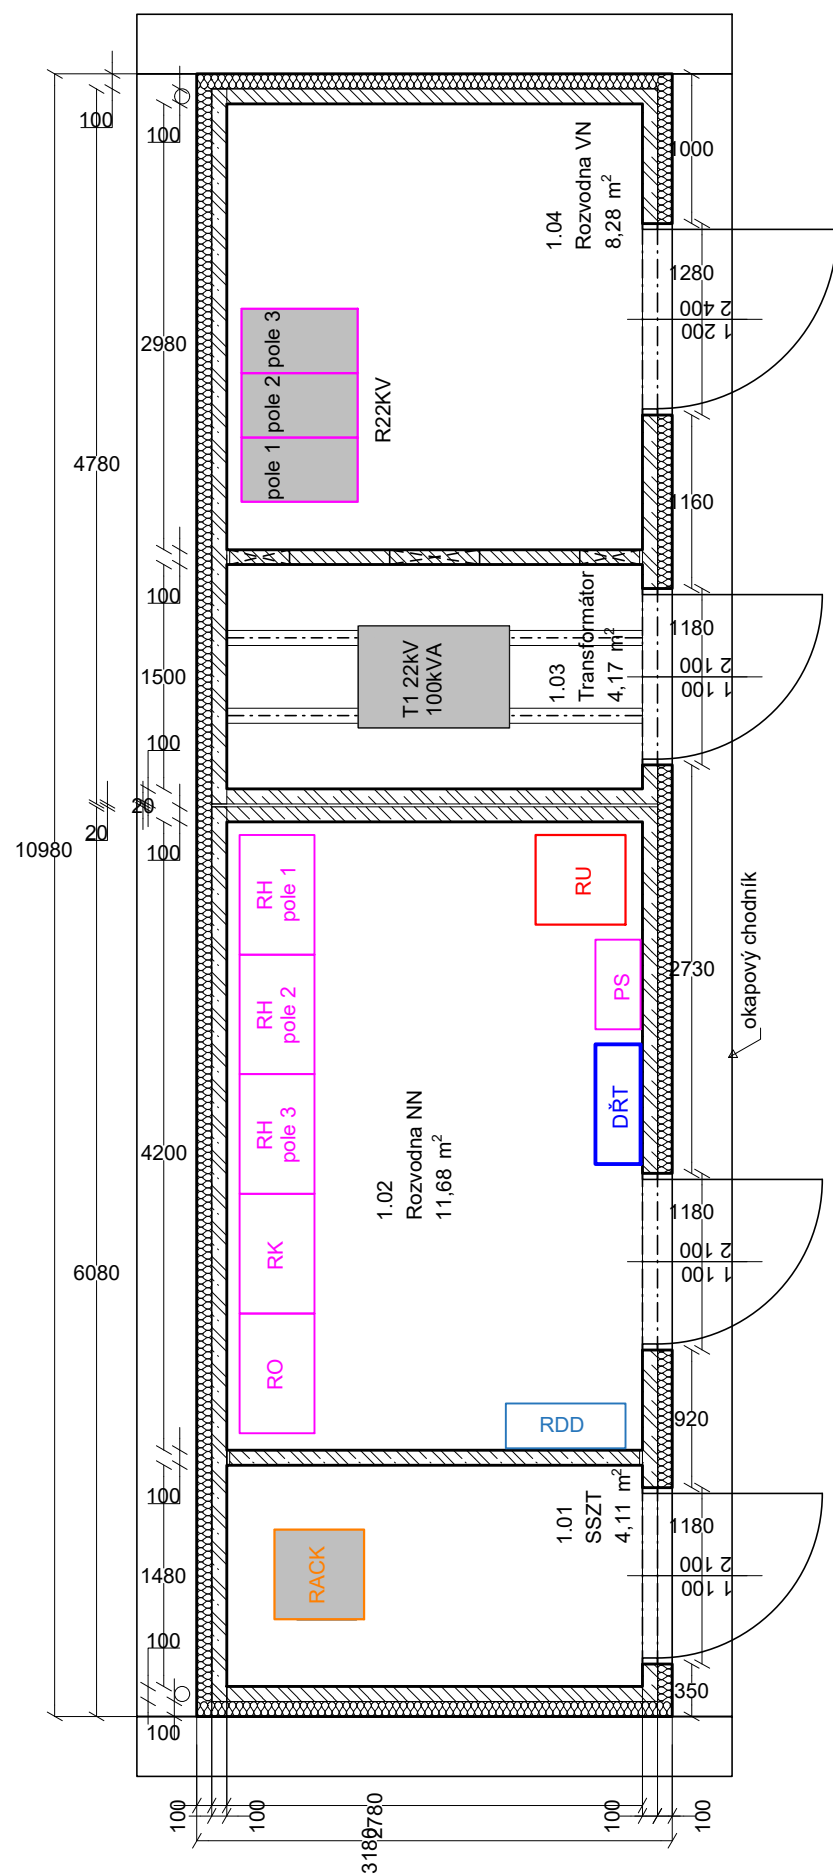 100
100
1000
1.04
Rozvodna VN
8,28 m²
1280
2 400
1 200
2980
pole 3
pole 2
pole 1
R22KV
4780
1160
100
1500
100
T1 22kV
100kVA
1.03
Transformátor
4,17 m²
1180
2 100
1 100
20
20
10980
100
RH
pole 1
RU
RH
pole 2
PS
2730
okapový chodník
RH
pole 3
DŘT
4200
1.02
Rozvodna NN
11,68 m²
RK
1180
2 100
1 100
6080
RO
RDD
920
100
1.01
SSZT
4,11 m²
1180
2 100
1 100
1480
RACK
100
350
100
100
100
2780
3180
100
100